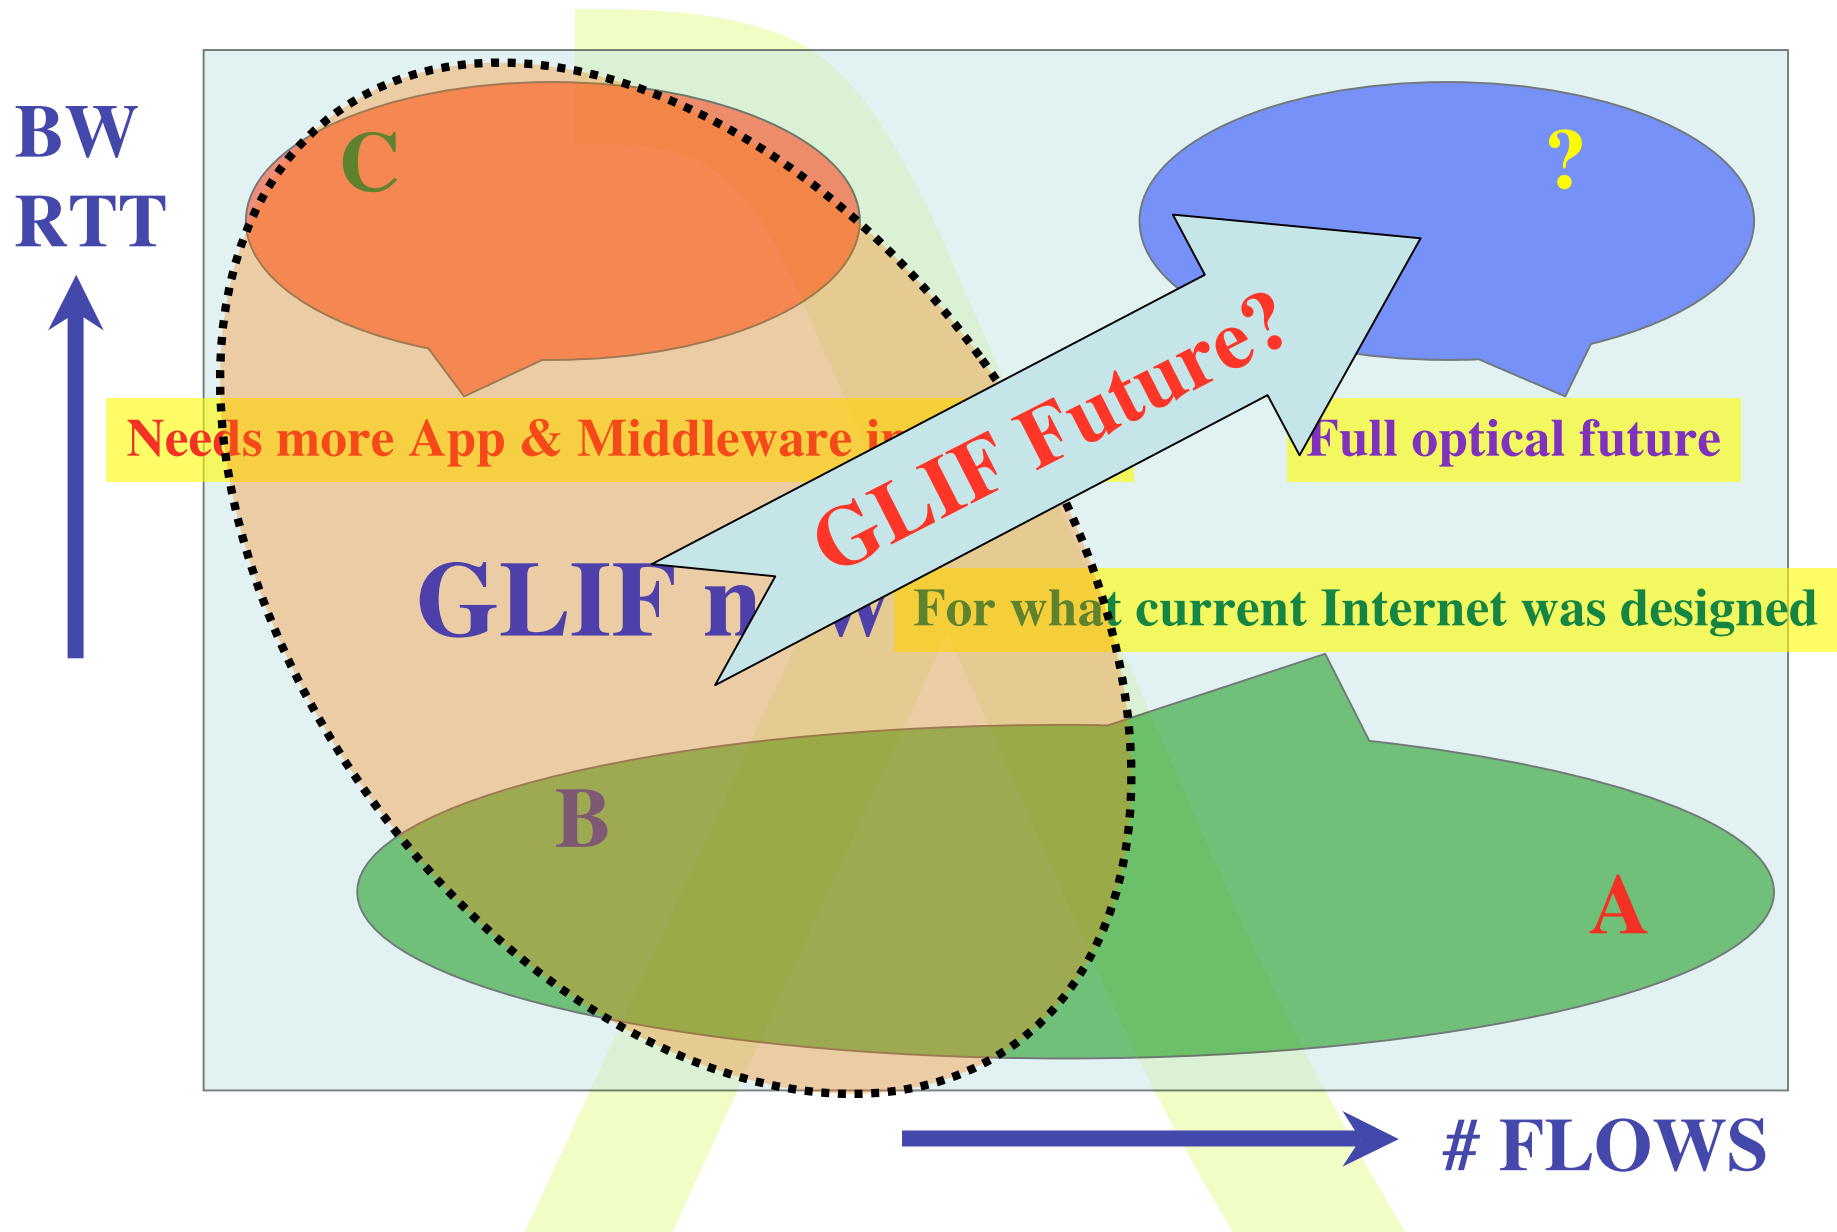 BW
RTT
C
?
Needs more App & Middleware
Full optical future
GLIF Future?
GLIF
For what current Internet was designed
B
A
# FLOWS